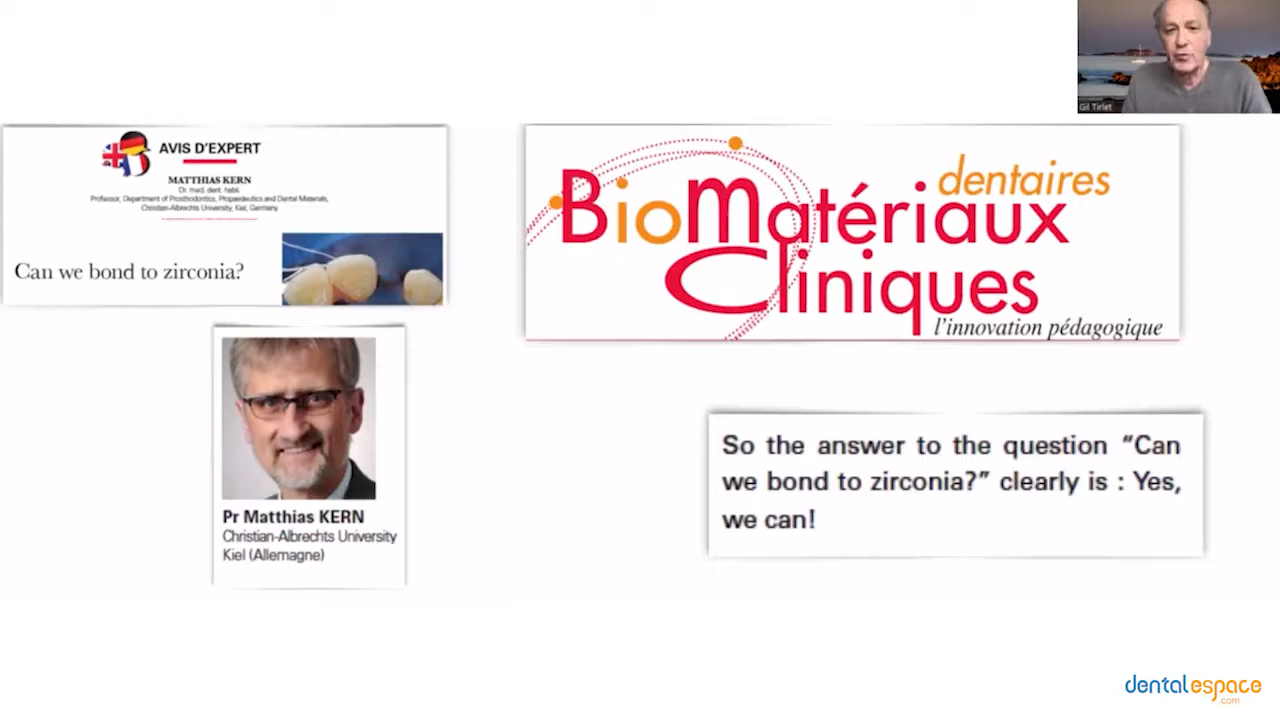 Gil Tirlet
AVIS D'EXPERT
MATTHIAS KERN
Dr. med. dent. habil.
Professor, Department of Prosthodontics, Propaedeutics and Dental Materials,
Christian-Albrechts University, Kiel, Germany
Can we bond to zirconia?
BioMatériaux
dentaires
Cliniques
l'innovation pédagogique
Pr Matthias KERN
Christian-Albrechts University
Kiel (Allemagne)
So the answer to the question “Can
we bond to zirconia?” clearly is : Yes,
we can!
dentalespace
.com